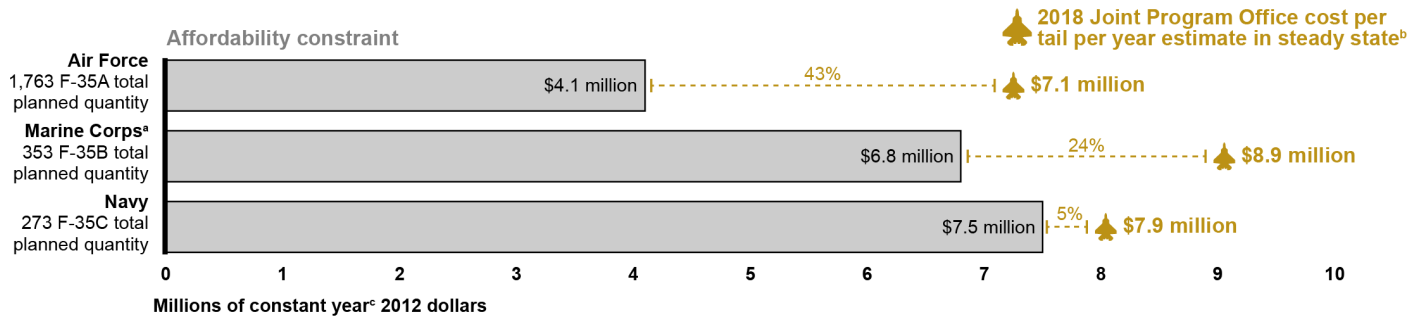 2018 Joint Program Office cost per
tail per year estimate in steady stateᵇ
Affordability constraint
Air Force
1,763 F-35A total
planned quantity
$4.1 million
43%
$7.1 million
Marine Corpsᵃ
353 F-35B total
planned quantity
$6.8 million
24%
$8.9 million
Navy
273 F-35C total
planned quantity
$7.5 million
5%
$7.9 million
0 1 2 3 4 5 6 7 8 9 10
Millions of constant yearᶜ 2012 dollars